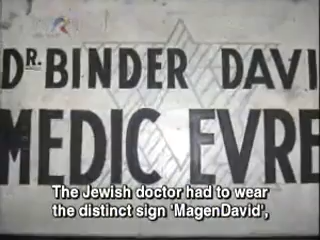 DR. BINDER DAVI
MEDIC EVRE
The Jewish doctor had to wear
the distinct sign 'MagenDavid',